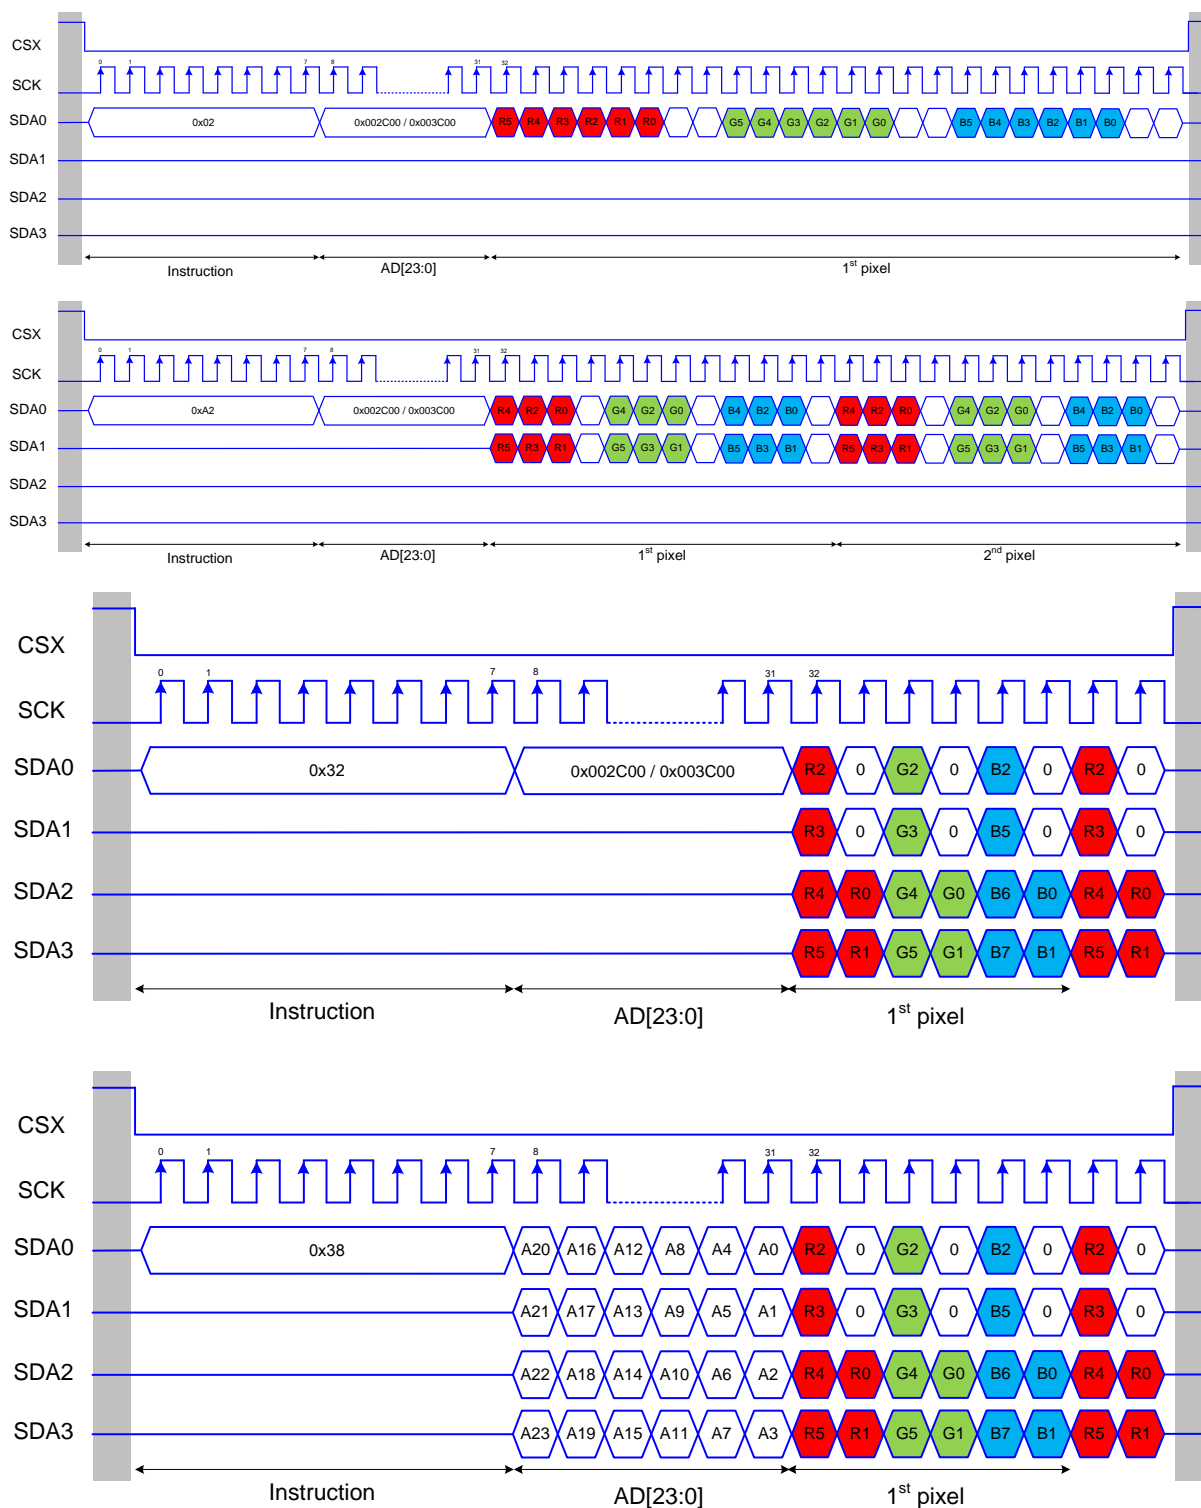 CSX
0 1 7 8 31 32
SCK
SDA0 0x02 0x002C00 / 0x003C00 R5 R4 R3 R2 R1 R0 G5 G4 G3 G2 G1 G0 B5 B4 B3 B2 B1 B0
SDA1
SDA2
SDA3
Instruction AD[23:0] 1st pixel
CSX
0 1 7 8 31 32
SCK
SDA0 0xA2 0x002C00 / 0x003C00 R4 R2 R0 G4 G2 G0 B4 B2 B0 R4 R2 R0 G4 G2 G0 B4 B2 B0
SDA1 R5 R3 R1 G5 G3 G1 B5 B3 B1 R5 R3 R1 G5 G3 G1 B5 B3 B1
SDA2
SDA3
Instruction AD[23:0] 1st pixel 2nd pixel
CSX
0 1 7 8 31 32
SCK
SDA0 0x32 0x002C00 / 0x003C00 R2 0 G2 0 B2 0 R2 0
SDA1 R3 0 G3 0 B5 0 R3 0
SDA2 R4 R0 G4 G0 B6 B0 R4 R0
SDA3 R5 R1 G5 G1 B7 B1 R5 R1
Instruction AD[23:0] 1st pixel
CSX
0 1 7 8 31 32
SCK
SDA0 0x38 A20 A16 A12 A8 A4 A0 R2 0 G2 0 B2 0 R2 0
SDA1 A21 A17 A13 A9 A5 A1 R3 0 G3 0 B5 0 R3 0
SDA2 A22 A18 A14 A10 A6 A2 R4 R0 G4 G0 B6 B0 R4 R0
SDA3 A23 A19 A15 A11 A7 A3 R5 R1 G5 G1 B7 B1 R5 R1
Instruction AD[23:0] 1st pixel